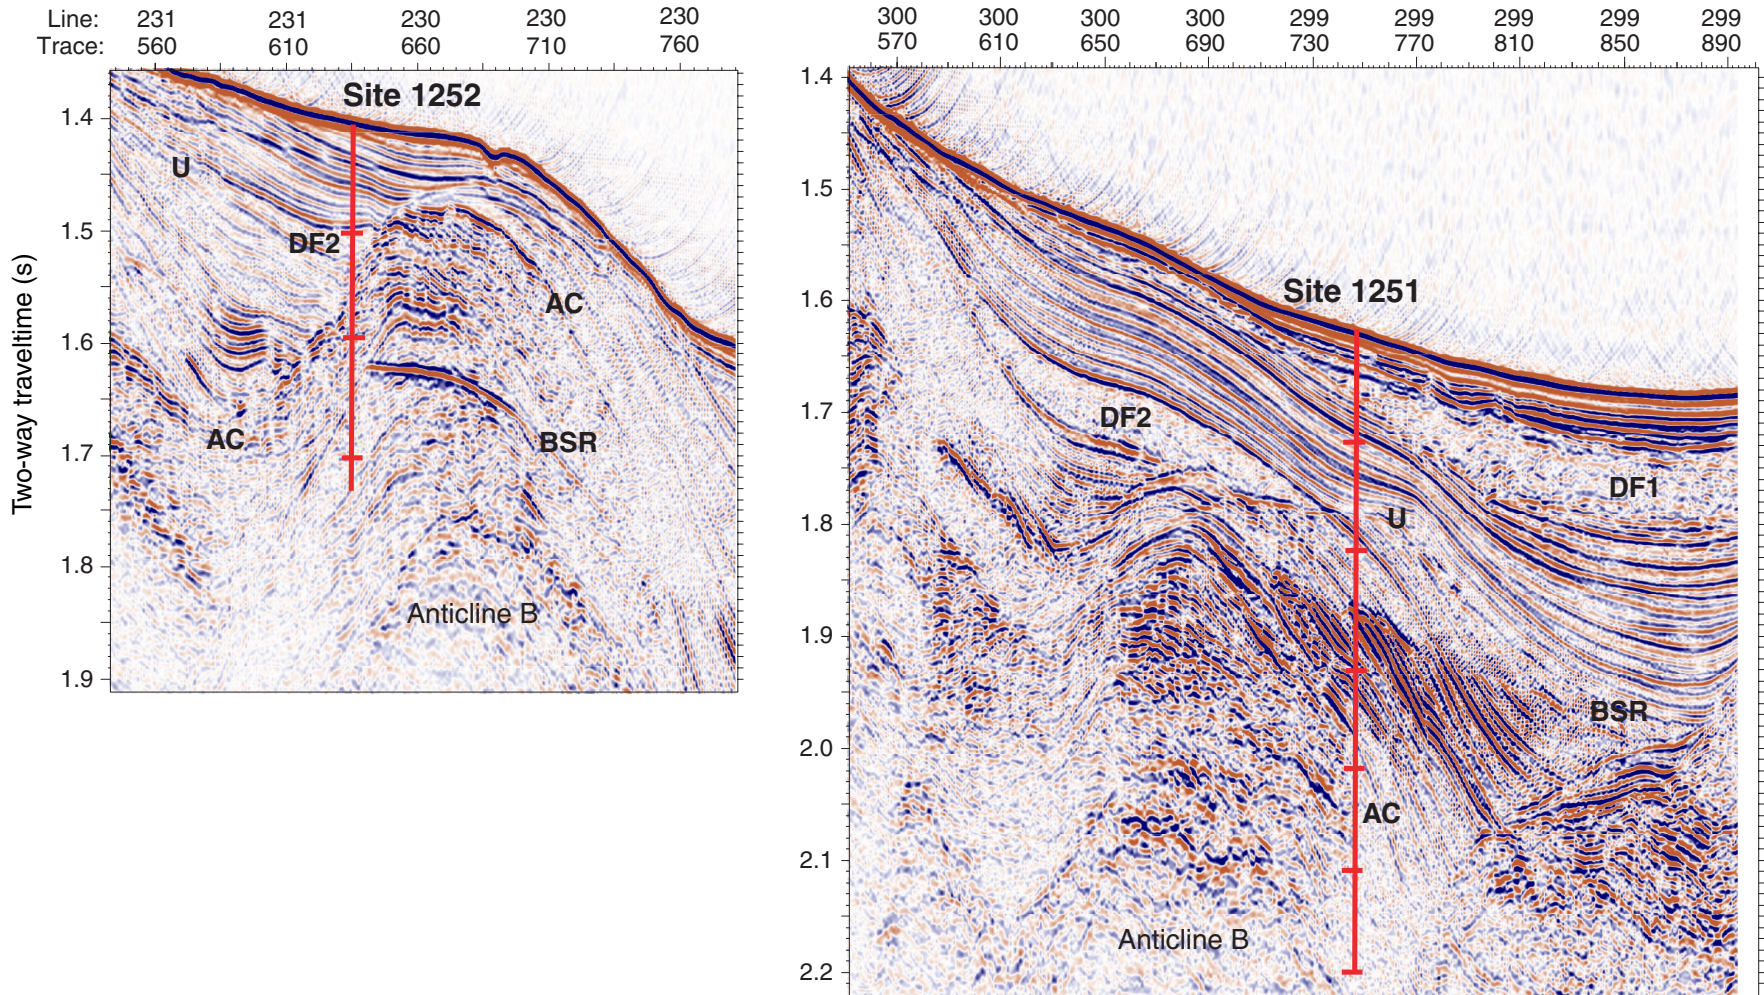 Line: 231 231 230 230 230
Trace: 560 610 660 710 760
Two-way traveltime (s)
1.4
1.5
1.6
1.7
1.8
1.9
Site 1252
U
DF2
AC
AC
BSR
Anticline B
300 300 300 300 299 299 299 299 299
570 610 650 690 730 770 810 850 890
1.4
1.5
1.6
1.7
1.8
1.9
2.0
2.1
2.2
Site 1251
DF2
DF1
U
BSR
AC
Anticline B